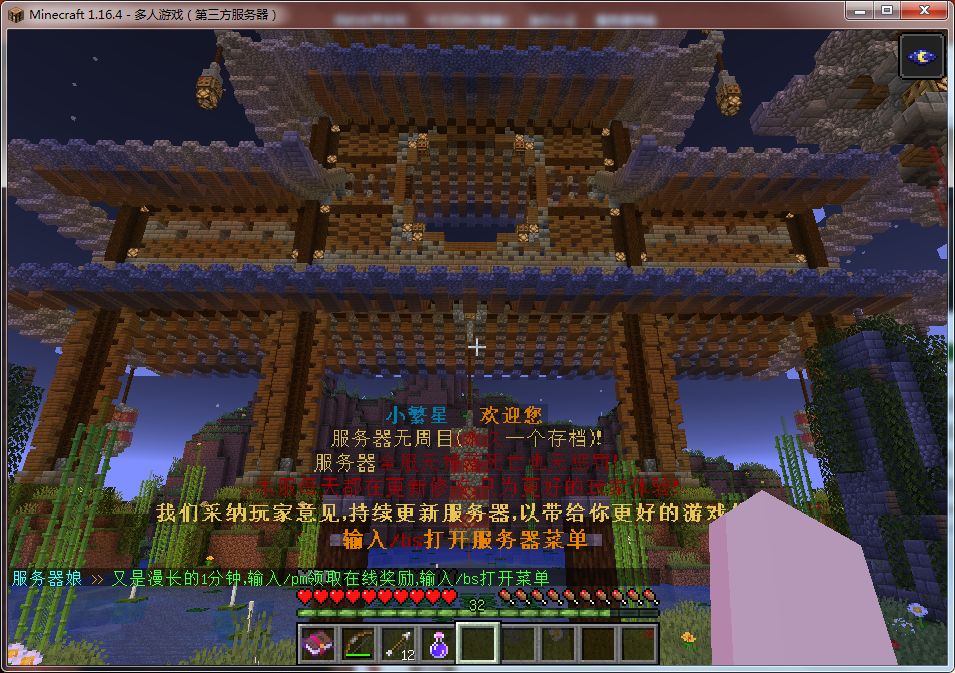 Minecraft 1.16.4 - 多人游戏（第三方服务器）
小繁星 - 欢迎您
服务器无周目(永久一个存档)!
服务器
我们采纳玩家意见,持续更新服务器,以带给你更好的游戏
输入/bs打开服务器菜单
服务器娘 >> 又是漫长的1分钟,输入/pm领取在线奖励,输入/bs打开菜单
32
12